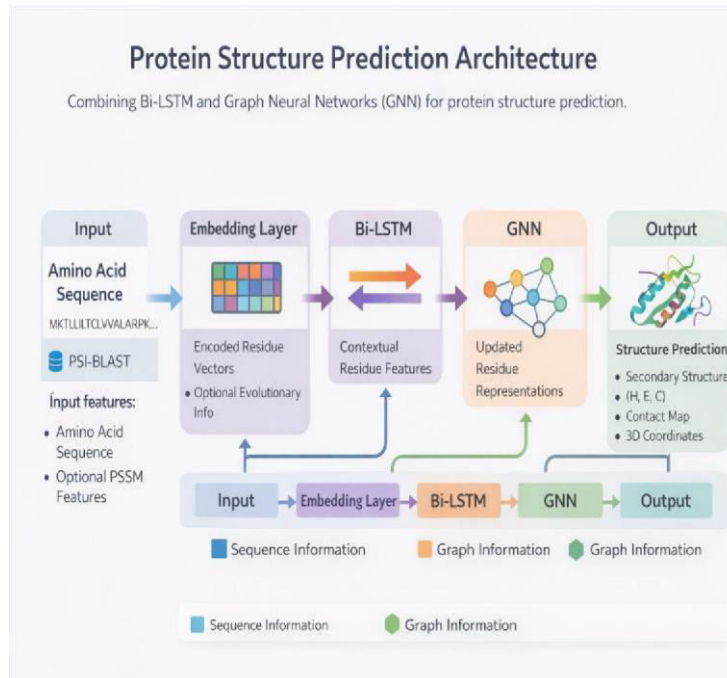 Protein Structure Prediction Architecture
Combining Bi-LSTM and Graph Neural Networks (GNN) for protein structure prediction.
Input
Amino Acid
Sequence
MKTLLILTCLVVALARPK...
PSI-BLAST
Input features:
• Amino Acid
Sequence
• Optional PSSM
Features
Embedding Layer
Encoded Residue
Vectors
• Optional Evolutionary
Info
Bi-LSTM
Contextual
Residue Features
GNN
Updated
Residue
Representations
Output
Structure Prediction
• Secondary Structure
• (H, E, C)
• Contact Map
• 3D Coordinates
Input
Embedding Layer
Bi-LSTM
GNN
Output
Sequence Information
Graph Information
Graph Information
Sequence Information
Graph Information